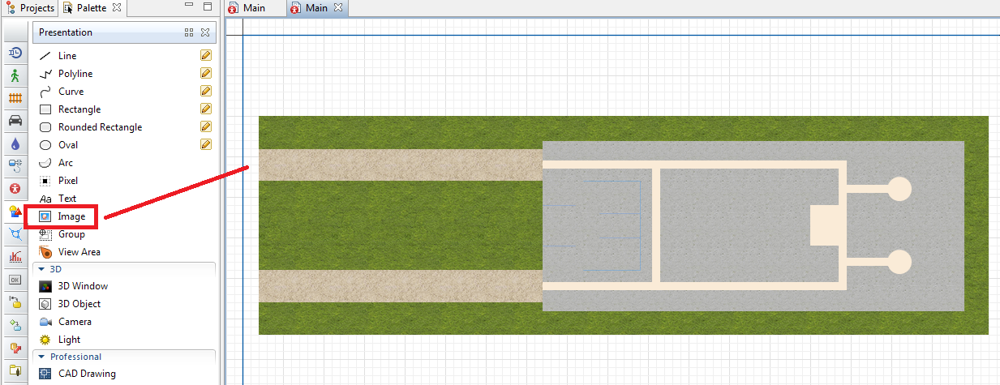 Projects
Palette
Main
Main
Presentation
Line
Polyline
Curve
Rectangle
Rounded Rectangle
Oval
Arc
Pixel
Aa Text
Image
Group
View Area
3D
3D Window
3D Object
Camera
Light
Professional
CAD Drawing
OK